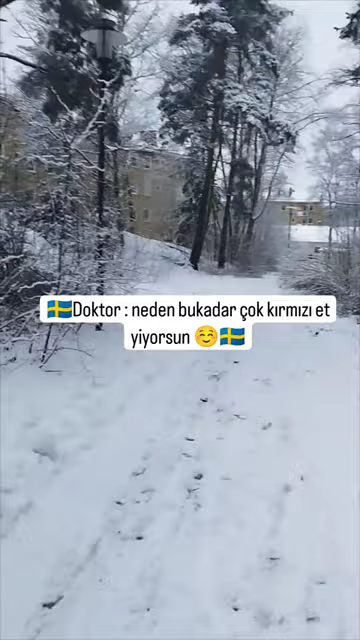 🇸🇪Doktor : neden bukadar çok kırmızı et
yiyorsun ☺️🇸🇪